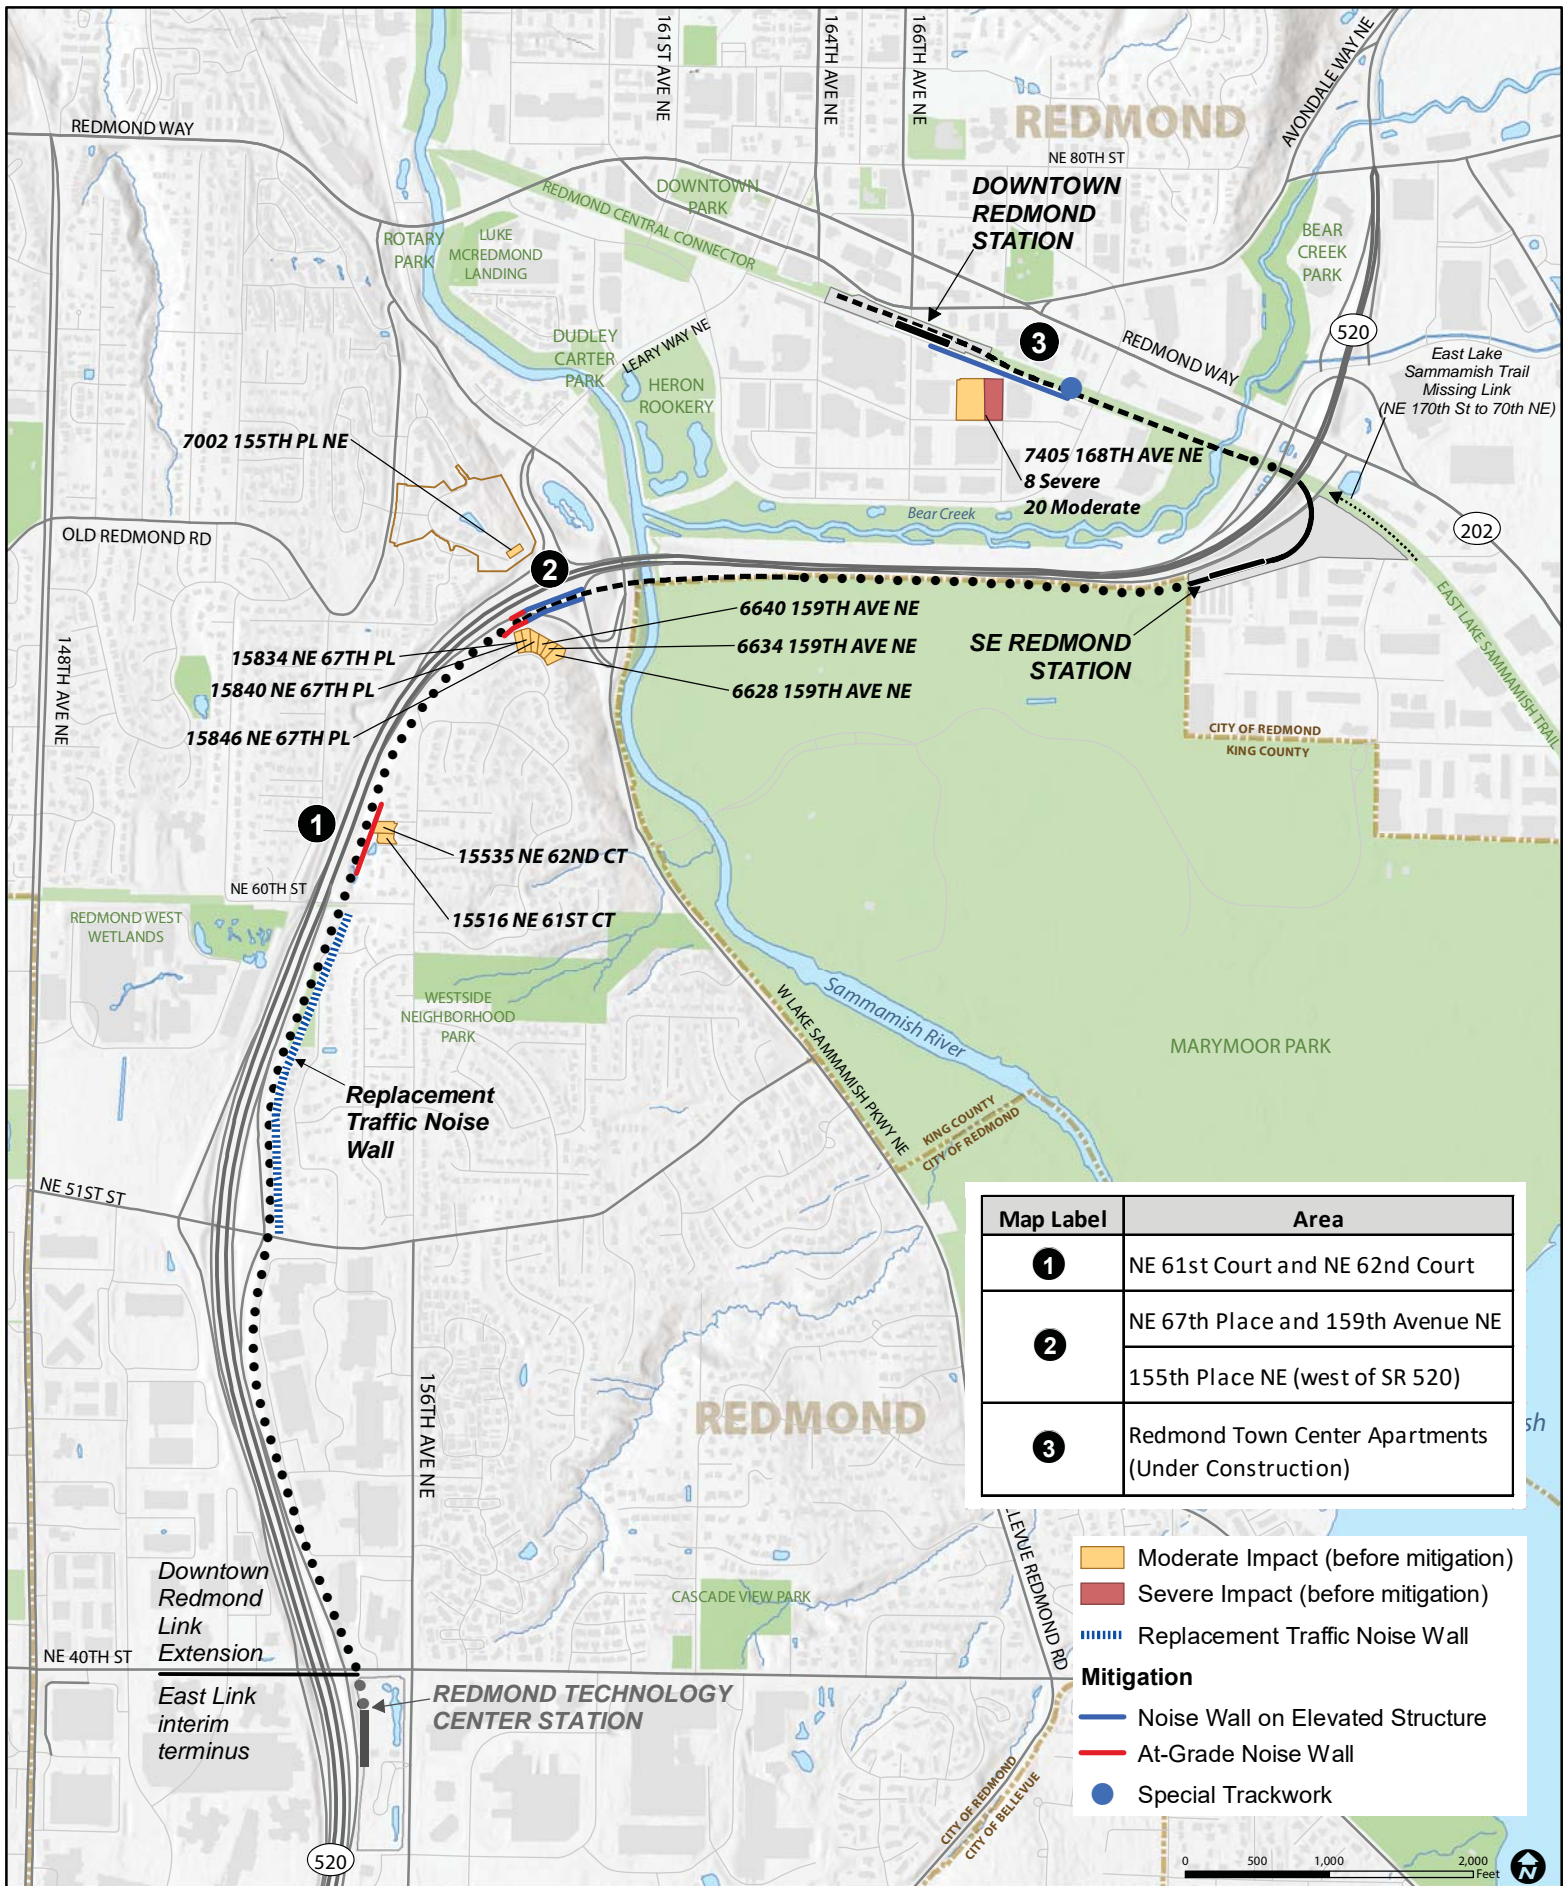 161ST AVE NE
164TH AVE NE
166TH AVE NE
AVONDALE WAY NE
REDMOND WAY
REDMOND
NE 80TH ST
DOWNTOWN
REDMOND
STATION
DOWNTOWN
PARK
REDMOND CENTRAL CONNECTOR
ROTARY
PARK
LUKE
MCREDMOND
LANDING
BEAR
CREEK
PARK
520
3
REDMOND WAY
East Lake
Sammamish Trail
Missing Link
(NE 170th St to 70th NE)
DUDLEY
CARTER
PARK
LEARY WAY NE
HERON
ROOKERY
7002 155TH PL NE
7405 168TH AVE NE
8 Severe
20 Moderate
Bear Creek
202
OLD REDMOND RD
2
EAST LAKE SAMMAMISH TRAIL
6640 159TH AVE NE
6634 159TH AVE NE
6628 159TH AVE NE
SE REDMOND
STATION
15834 NE 67TH PL
15840 NE 67TH PL
15846 NE 67TH PL
148TH AVE NE
CITY OF REDMOND
KING COUNTY
1
15535 NE 62ND CT
NE 60TH ST
15516 NE 61ST CT
REDMOND WEST
WETLANDS
WESTSIDE
NEIGHBORHOOD
PARK
W LAKE SAMMAMISH PKWY NE
Sammamish River
MARYMOOR PARK
Replacement
Traffic Noise
Wall
KING COUNTY
CITY OF REDMOND
NE 51ST ST
Map Label Area
1 NE 61st Court and NE 62nd Court
2 NE 67th Place and 159th Avenue NE
155th Place NE (west of SR 520)
3 Redmond Town Center Apartments
(Under Construction)
156TH AVE NE
REDMOND
sh
LLEVUE REDMOND RD
Moderate Impact (before mitigation)
Severe Impact (before mitigation)
Replacement Traffic Noise Wall
Mitigation
Noise Wall on Elevated Structure
At-Grade Noise Wall
Special Trackwork
CASCADE VIEW PARK
Downtown
Redmond
Link
Extension
NE 40TH ST
East Link
interim
terminus
REDMOND TECHNOLOGY
CENTER STATION
CITY OF REDMOND
CITY OF BELLEVUE
520
0 500 1,000 2,000
Feet
N